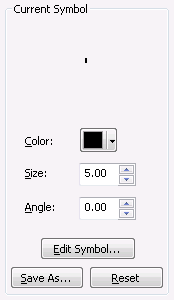 Current Symbol
Color:
Size: 5.00
Angle: 0.00
Edit Symbol...
Save As... Reset